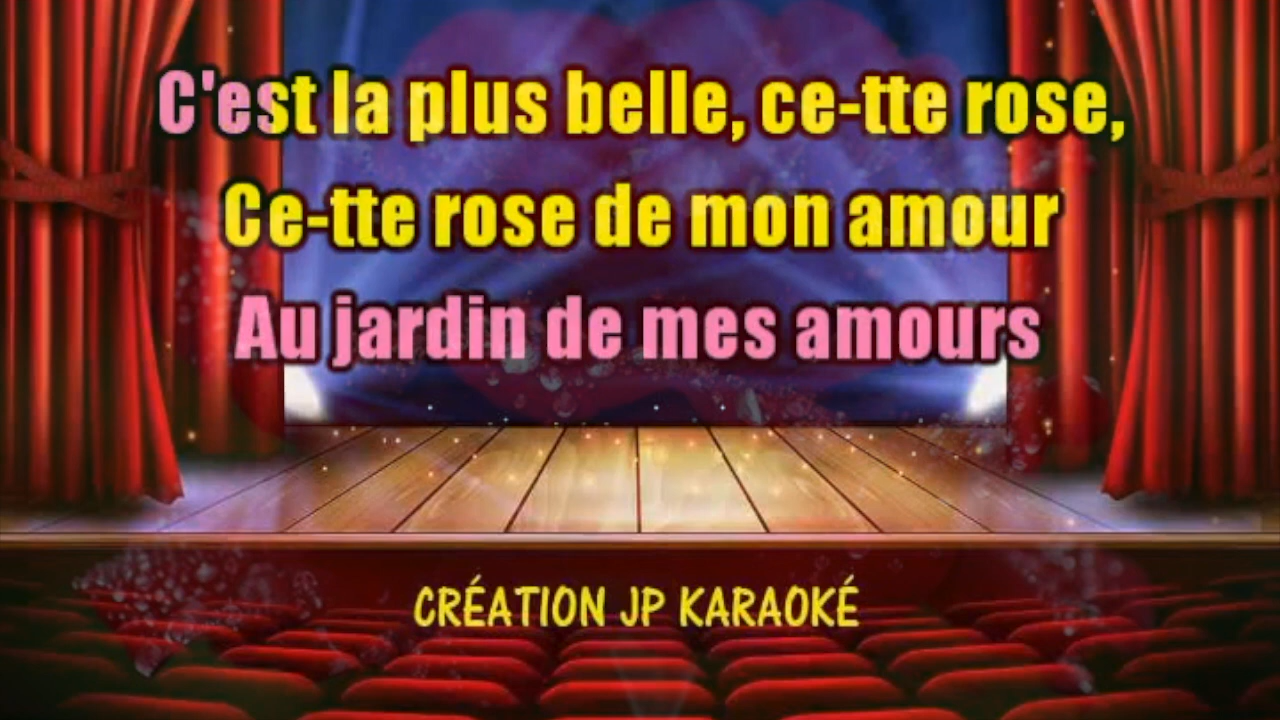 C'est la plus belle, ce-tte rose,
Ce-tte rose de mon amour
Au jardin de mes amours
CRÉATION JP KARAOKÉ